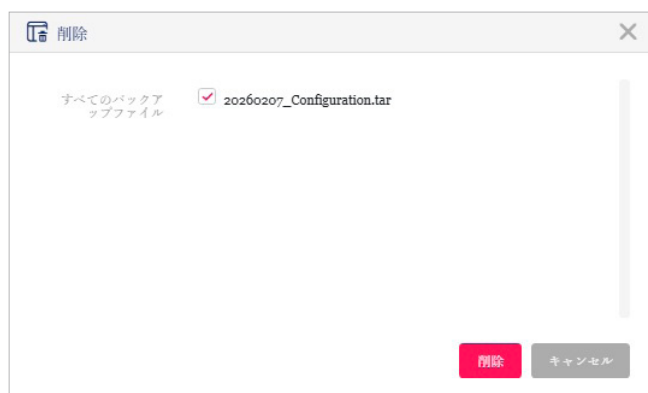 削除
すべてのバックア
ップファイル
20260207_Configuration.tar
削除
キャンセル